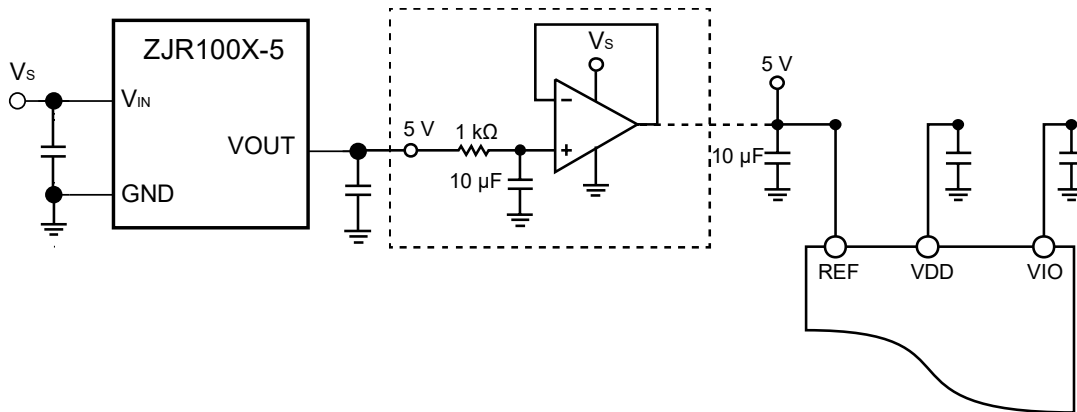 ZJR100X-5
Vs
VIN
VOUT
GND
5 V
1 kΩ
10 µF
Vs
5 V
10 µF
REF
VDD
VIO